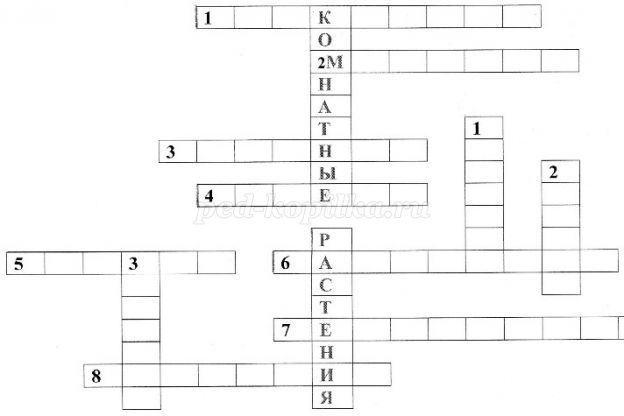 1 К
О
2М
Н
А
Т 1
3 Н
Ы 2
4 Е
ped-kopilka.ru
Р
5 3 6 А
С
Т
7 Е
Н
8 И
Я